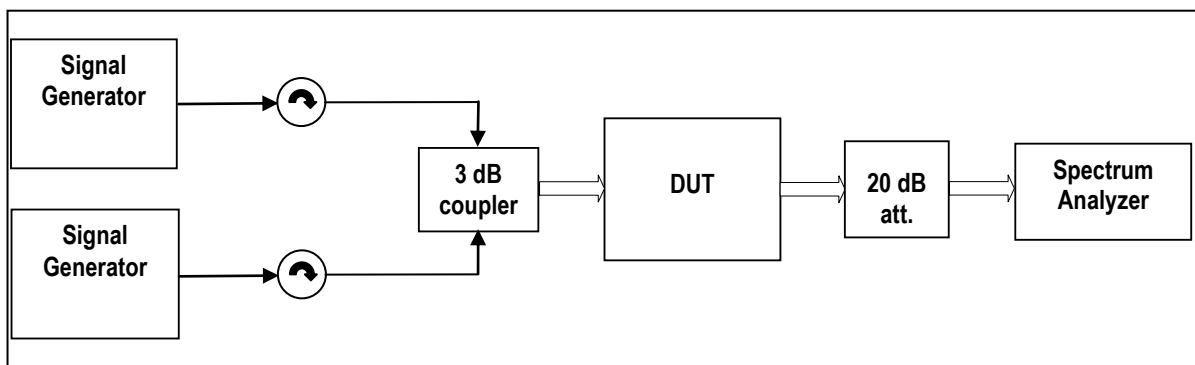 Signal
Generator
3 dB
coupler
DUT
20 dB
att.
Spectrum
Analyzer
Signal
Generator